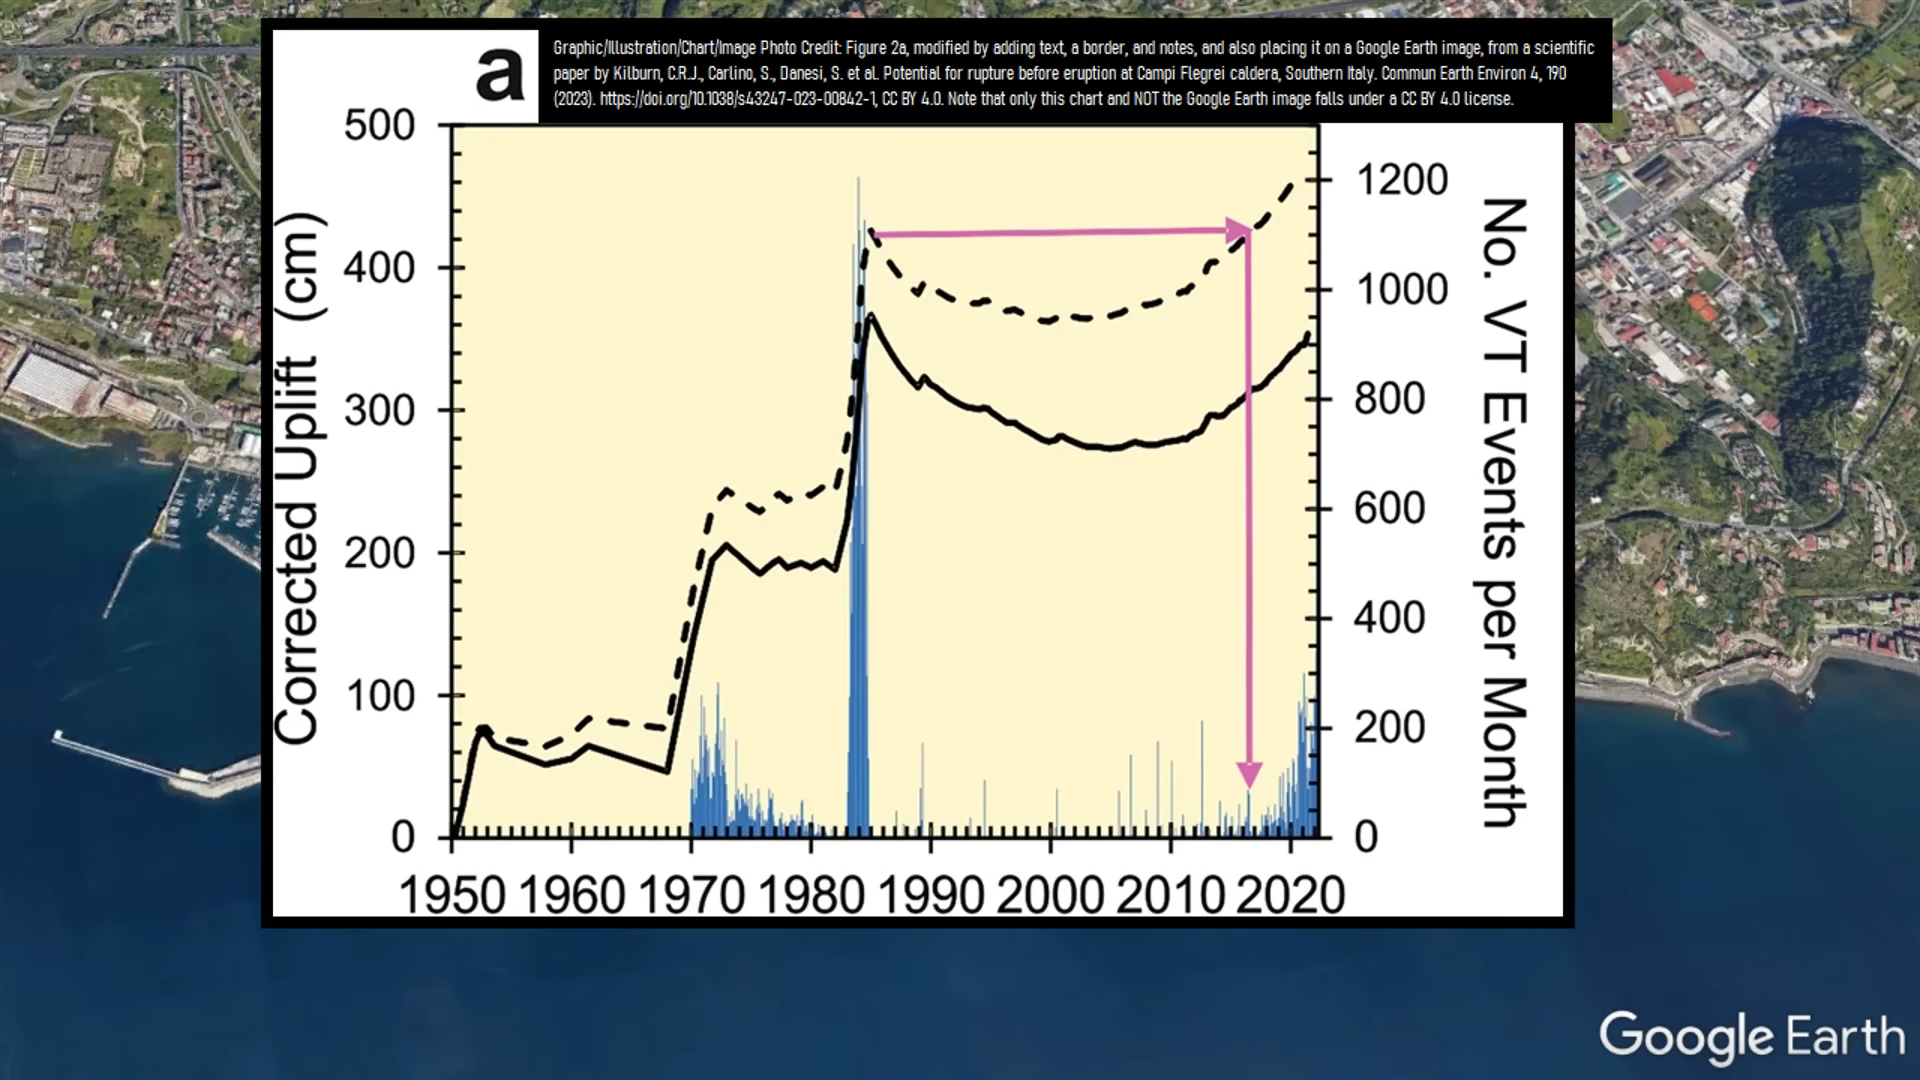 a
Graphic/Illustration/Chart/Image Photo Credit: Figure 2a, modified by adding text, a border, and notes, and also placing it on a Google Earth image, from a scientific
paper by Kilburn, C.R.J., Carlino, S., Danesi, S. et al. Potential for rupture before eruption at Campi Flegrei caldera, Southern Italy. Commun Earth Environ 4, 190
(2023). https://doi.org/10.1038/s43247-023-00842-1, CC BY 4.0. Note that only this chart and NOT the Google Earth image falls under a CC BY 4.0 license.
Corrected Uplift (cm)
500
400
300
200
100
0
1200
1000
800
600
400
200
0
No. VT Events per Month
1950 1960 1970 1980 1990 2000 2010 2020
Google Earth